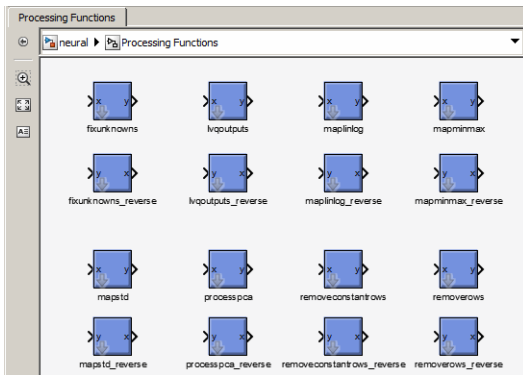 Processing Functions
neural Processing Functions
x y x y x y x y
fixunknowns lvqoutputs maplinlog mapminmax
y x y x y x y x
fixunknowns_reverse lvqoutputs_reverse maplinlog_reverse mapminmax_reverse
x y x y x y x y
mapstd processpca removeconstantrows removerows
y x y x y x y x
mapstd_reverse processpca_reverse removeconstantrows_reverse removerows_reverse